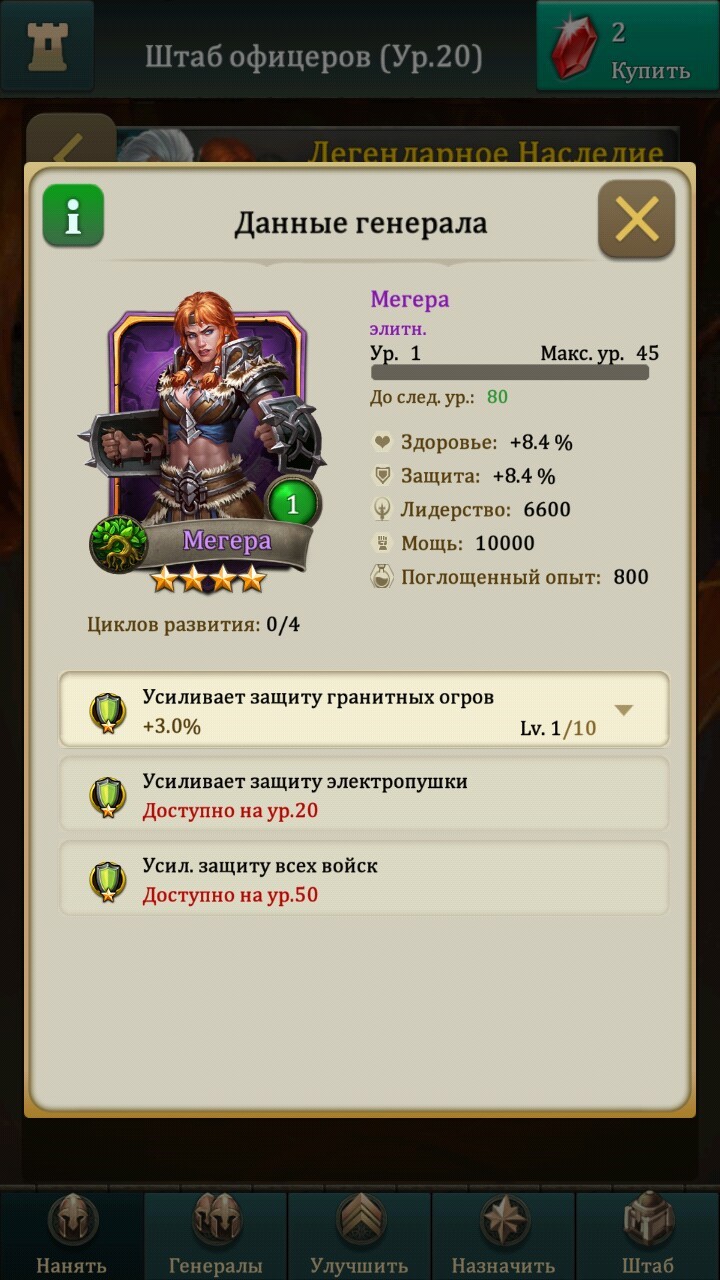 Штаб офицеров (Ур.20)
2
Купить
Легендарное Наследие
i
Данные генерала
Мегера
элитн.
Ур. 1 Макс. ур. 45
До след. ур.: 80
Здоровье: +8.4 %
Защита: +8.4 %
Лидерство: 6600
Мощь: 10000
Поглощенный опыт: 800
1
Мегера
Циклов развития: 0/4
Усиливает защиту гранитных огров
+3.0% Lv. 1/10
Усиливает защиту электропушки
Доступно на ур.20
Усил. защиту всех войск
Доступно на ур.50
Нанять Генералы Улучшить Назначить Штаб